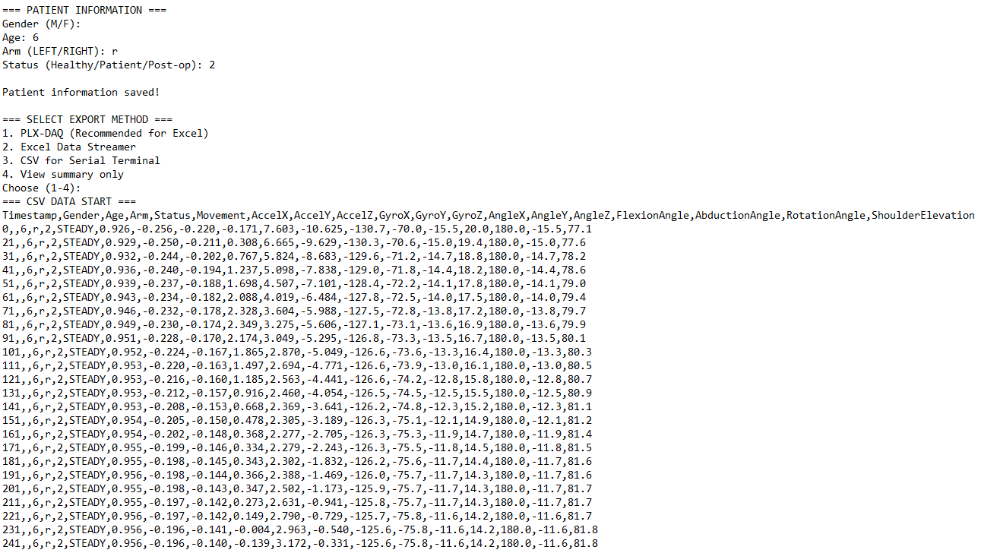 === PATIENT INFORMATION ===
Gender (M/F):
Age: 6
Arm (LEFT/RIGHT): r
Status (Healthy/Patient/Post-op): 2
Patient information saved!
=== SELECT EXPORT METHOD ===
1. PLX-DAQ (Recommended for Excel)
2. Excel Data Streamer
3. CSV for Serial Terminal
4. View summary only
Choose (1-4):
=== CSV DATA START ===
Timestamp,Gender,Age,Arm,Status,Movement,AccelX,AccelY,AccelZ,GyroX,GyroY,GyroZ,AngleX,AngleY,AngleZ,FlexionAngle,AbductionAngle,RotationAngle,ShoulderElevation
0,,6,r,2,STEADY,0.926,-0.256,-0.220,-0.171,7.603,-10.625,-130.7,-70.0,-15.5,20.0,180.0,-15.5,77.1
21,,6,r,2,STEADY,0.929,-0.250,-0.211,0.308,6.665,-9.629,-130.3,-70.6,-15.0,19.4,180.0,-15.0,77.6
31,,6,r,2,STEADY,0.932,-0.244,-0.202,0.767,5.824,-8.683,-129.6,-71.2,-14.7,18.8,180.0,-14.7,78.2
41,,6,r,2,STEADY,0.936,-0.240,-0.194,1.237,5.098,-7.838,-129.0,-71.8,-14.4,18.2,180.0,-14.4,78.6
51,,6,r,2,STEADY,0.939,-0.237,-0.188,1.698,4.507,-7.101,-128.4,-72.2,-14.1,17.8,180.0,-14.1,79.0
61,,6,r,2,STEADY,0.943,-0.234,-0.182,2.088,4.019,-6.484,-127.8,-72.5,-14.0,17.5,180.0,-14.0,79.4
71,,6,r,2,STEADY,0.946,-0.232,-0.178,2.328,3.604,-5.988,-127.5,-72.8,-13.8,17.2,180.0,-13.8,79.7
81,,6,r,2,STEADY,0.949,-0.230,-0.174,2.349,3.275,-5.606,-127.1,-73.1,-13.6,16.9,180.0,-13.6,79.9
91,,6,r,2,STEADY,0.951,-0.228,-0.170,2.174,3.049,-5.295,-126.8,-73.3,-13.5,16.7,180.0,-13.5,80.1
101,,6,r,2,STEADY,0.952,-0.224,-0.167,1.865,2.870,-5.049,-126.6,-73.6,-13.3,16.4,180.0,-13.3,80.3
111,,6,r,2,STEADY,0.953,-0.220,-0.163,1.497,2.694,-4.771,-126.6,-73.9,-13.0,16.1,180.0,-13.0,80.5
121,,6,r,2,STEADY,0.953,-0.216,-0.160,1.185,2.563,-4.441,-126.6,-74.2,-12.8,15.8,180.0,-12.8,80.7
131,,6,r,2,STEADY,0.953,-0.212,-0.157,0.916,2.460,-4.054,-126.5,-74.5,-12.5,15.5,180.0,-12.5,80.9
141,,6,r,2,STEADY,0.953,-0.208,-0.153,0.668,2.369,-3.641,-126.2,-74.8,-12.3,15.2,180.0,-12.3,81.1
151,,6,r,2,STEADY,0.954,-0.205,-0.150,0.478,2.305,-3.189,-126.3,-75.1,-12.1,14.9,180.0,-12.1,81.2
161,,6,r,2,STEADY,0.954,-0.202,-0.148,0.368,2.277,-2.705,-126.3,-75.3,-11.9,14.7,180.0,-11.9,81.4
171,,6,r,2,STEADY,0.955,-0.199,-0.146,0.334,2.279,-2.243,-126.3,-75.5,-11.8,14.5,180.0,-11.8,81.5
181,,6,r,2,STEADY,0.955,-0.198,-0.145,0.343,2.302,-1.832,-126.2,-75.6,-11.7,14.4,180.0,-11.7,81.6
191,,6,r,2,STEADY,0.956,-0.198,-0.144,0.366,2.388,-1.469,-126.0,-75.7,-11.7,14.3,180.0,-11.7,81.6
201,,6,r,2,STEADY,0.955,-0.198,-0.143,0.347,2.502,-1.173,-125.9,-75.7,-11.7,14.3,180.0,-11.7,81.7
211,,6,r,2,STEADY,0.955,-0.197,-0.142,0.273,2.631,-0.941,-125.8,-75.7,-11.7,14.3,180.0,-11.7,81.7
221,,6,r,2,STEADY,0.956,-0.197,-0.142,0.149,2.790,-0.729,-125.7,-75.8,-11.6,14.2,180.0,-11.6,81.7
231,,6,r,2,STEADY,0.956,-0.196,-0.141,-0.004,2.963,-0.540,-125.6,-75.8,-11.6,14.2,180.0,-11.6,81.8
241,,6,r,2,STEADY,0.956,-0.196,-0.140,-0.139,3.172,-0.331,-125.6,-75.8,-11.6,14.2,180.0,-11.6,81.8